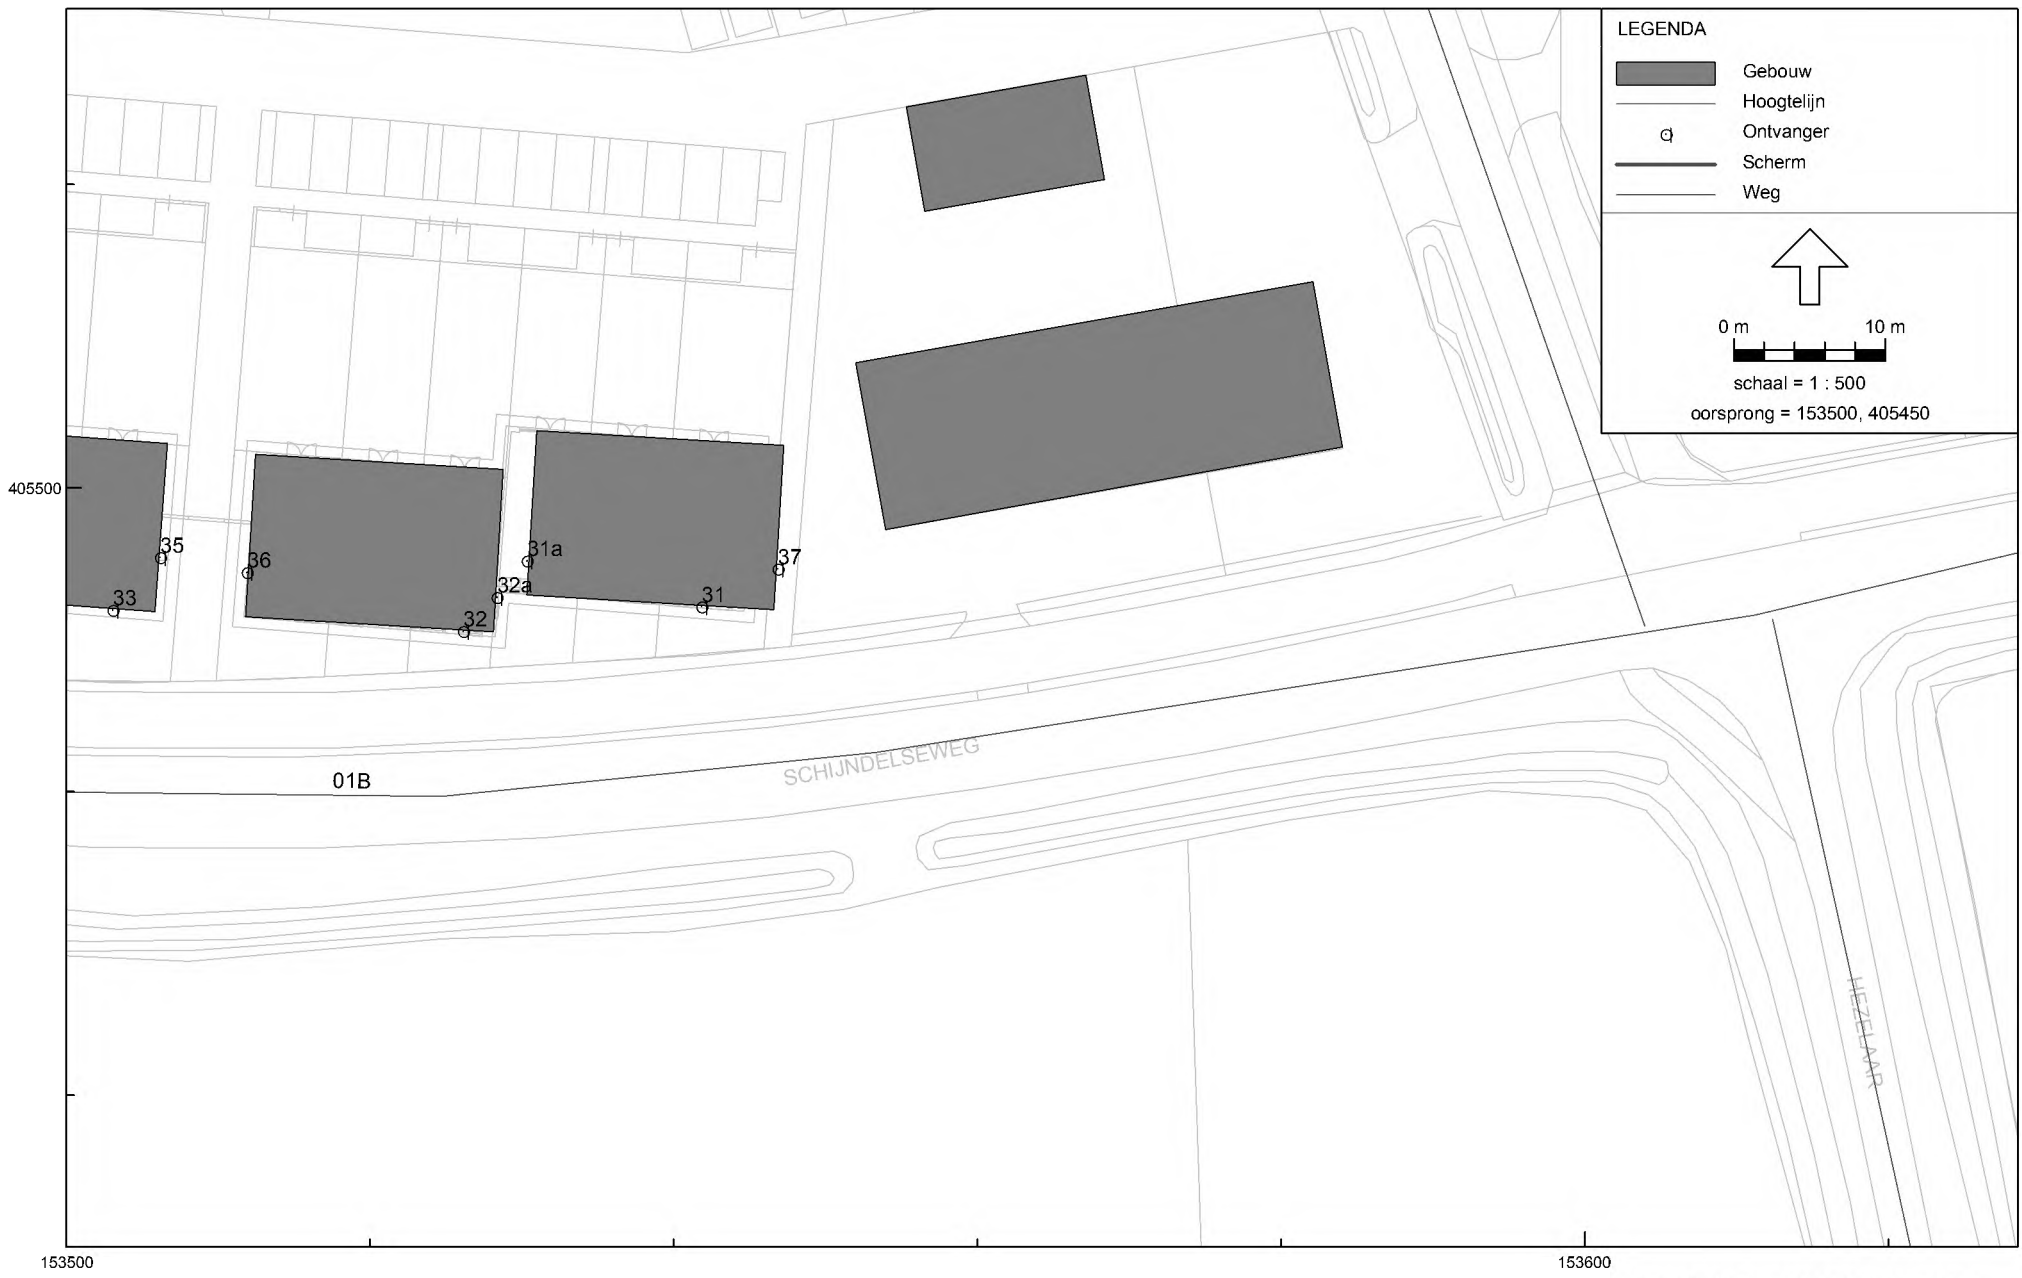 LEGENDA
Gebouw
Hoogtelijn
Ontvanger
Scherm
Weg
0 m 10 m
schaal = 1 : 500
oorsprong = 153500, 405450
405500
35
36
31a
37
33
32a
31
32
SCHIJNDELSEWEG
01B
HEZELAAR
153500
153600